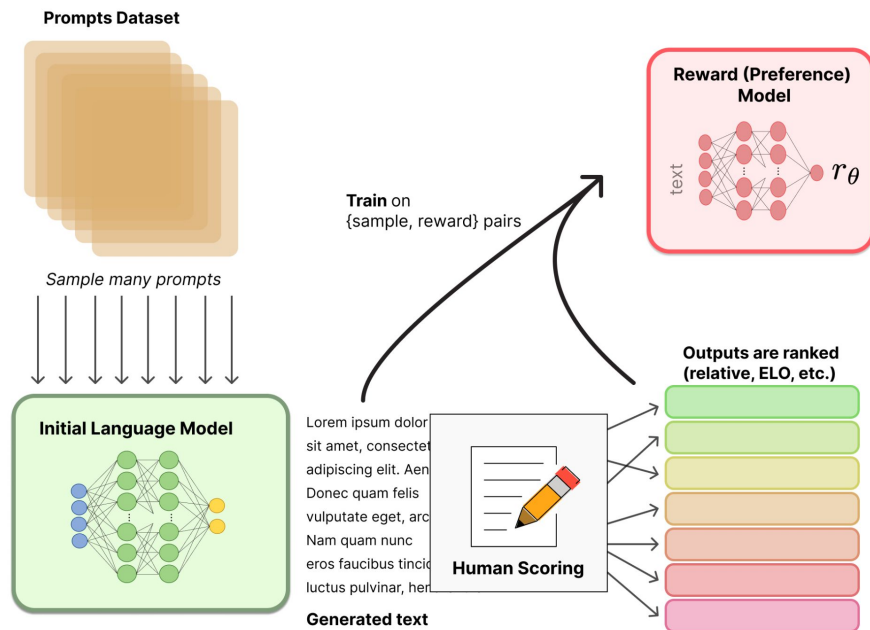 Prompts Dataset
Sample many prompts
Initial Language Model
Train on
{sample, reward} pairs
Reward (Preference)
Model
text
rθ
Outputs are ranked
(relative, ELO, etc.)
Lorem ipsum dolor
sit amet, consectet
adipiscing elit. Aen
Donec quam felis
vulputate eget, arc
Nam quam nunc
eros faucibus tincid
luctus pulvinar, her
Generated text
Human Scoring